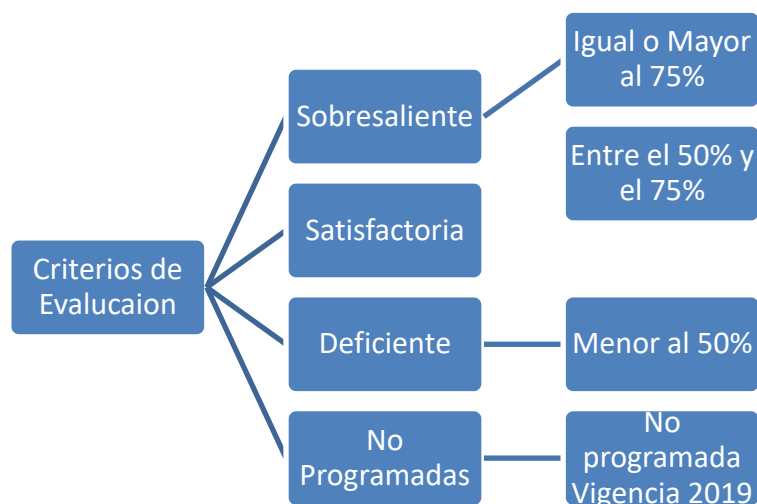 Criterios de
Evalucaion
Sobresaliente
Igual o Mayor
al 75%
Entre el 50% y
el 75%
Satisfactoria
Deficiente
Menor al 50%
No
Programadas
No
programada
Vigencia 2019